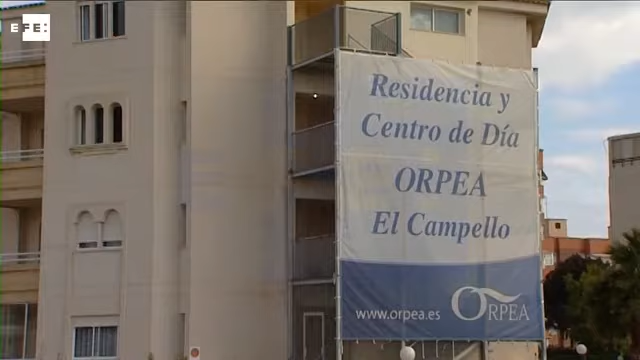 EFE:
Residencia y
Centro de Día
ORPEA
El Campello
www.orpea.es
ORPEA